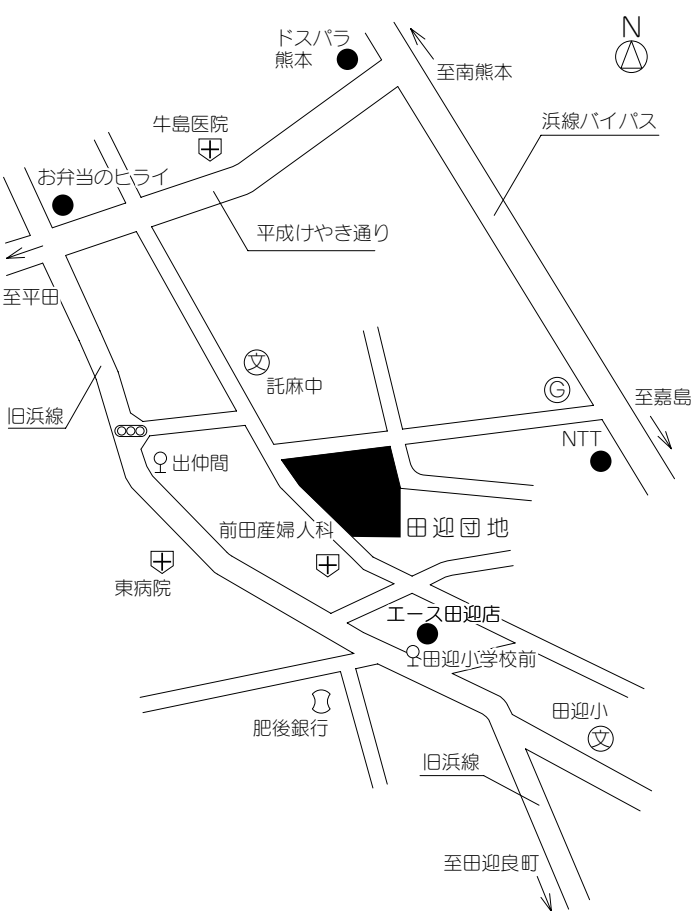 N
ドスパラ
熊本
至南熊本
浜線バイパス
牛島医院
お弁当のヒライ
平成けやき通り
至平田
文
託麻中
G
至嘉島
旧浜線
NTT
出仲間
前田産婦人科
田迎団地
東病院
エース田迎店
田迎小学校前
田迎小
文
肥後銀行
旧浜線
至田迎良町